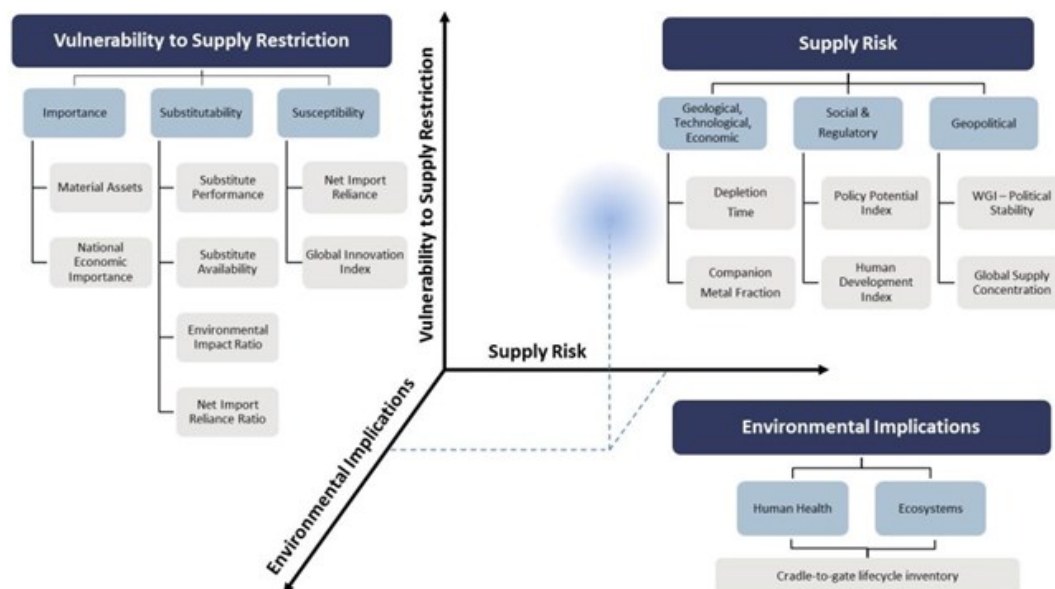 Vulnerability to Supply Restriction
Importance
Substitutability
Susceptibility
Material Assets
National
Economic
Importance
Substitute
Performance
Substitute
Availability
Environmental
Impact Ratio
Net Import
Reliance Ratio
Net Import
Reliance
Global Innovation
Index
Vulnerability to Supply Restriction
Supply Risk
Environmental Implications
Supply Risk
Geological,
Technological,
Economic
Social &
Regulatory
Geopolitical
Depletion
Time
Companion
Metal Fraction
Policy Potential
Index
Human
Development
Index
WGI – Political
Stability
Global Supply
Concentration
Environmental Implications
Human Health
Ecosystems
Cradle-to-gate lifecycle inventory